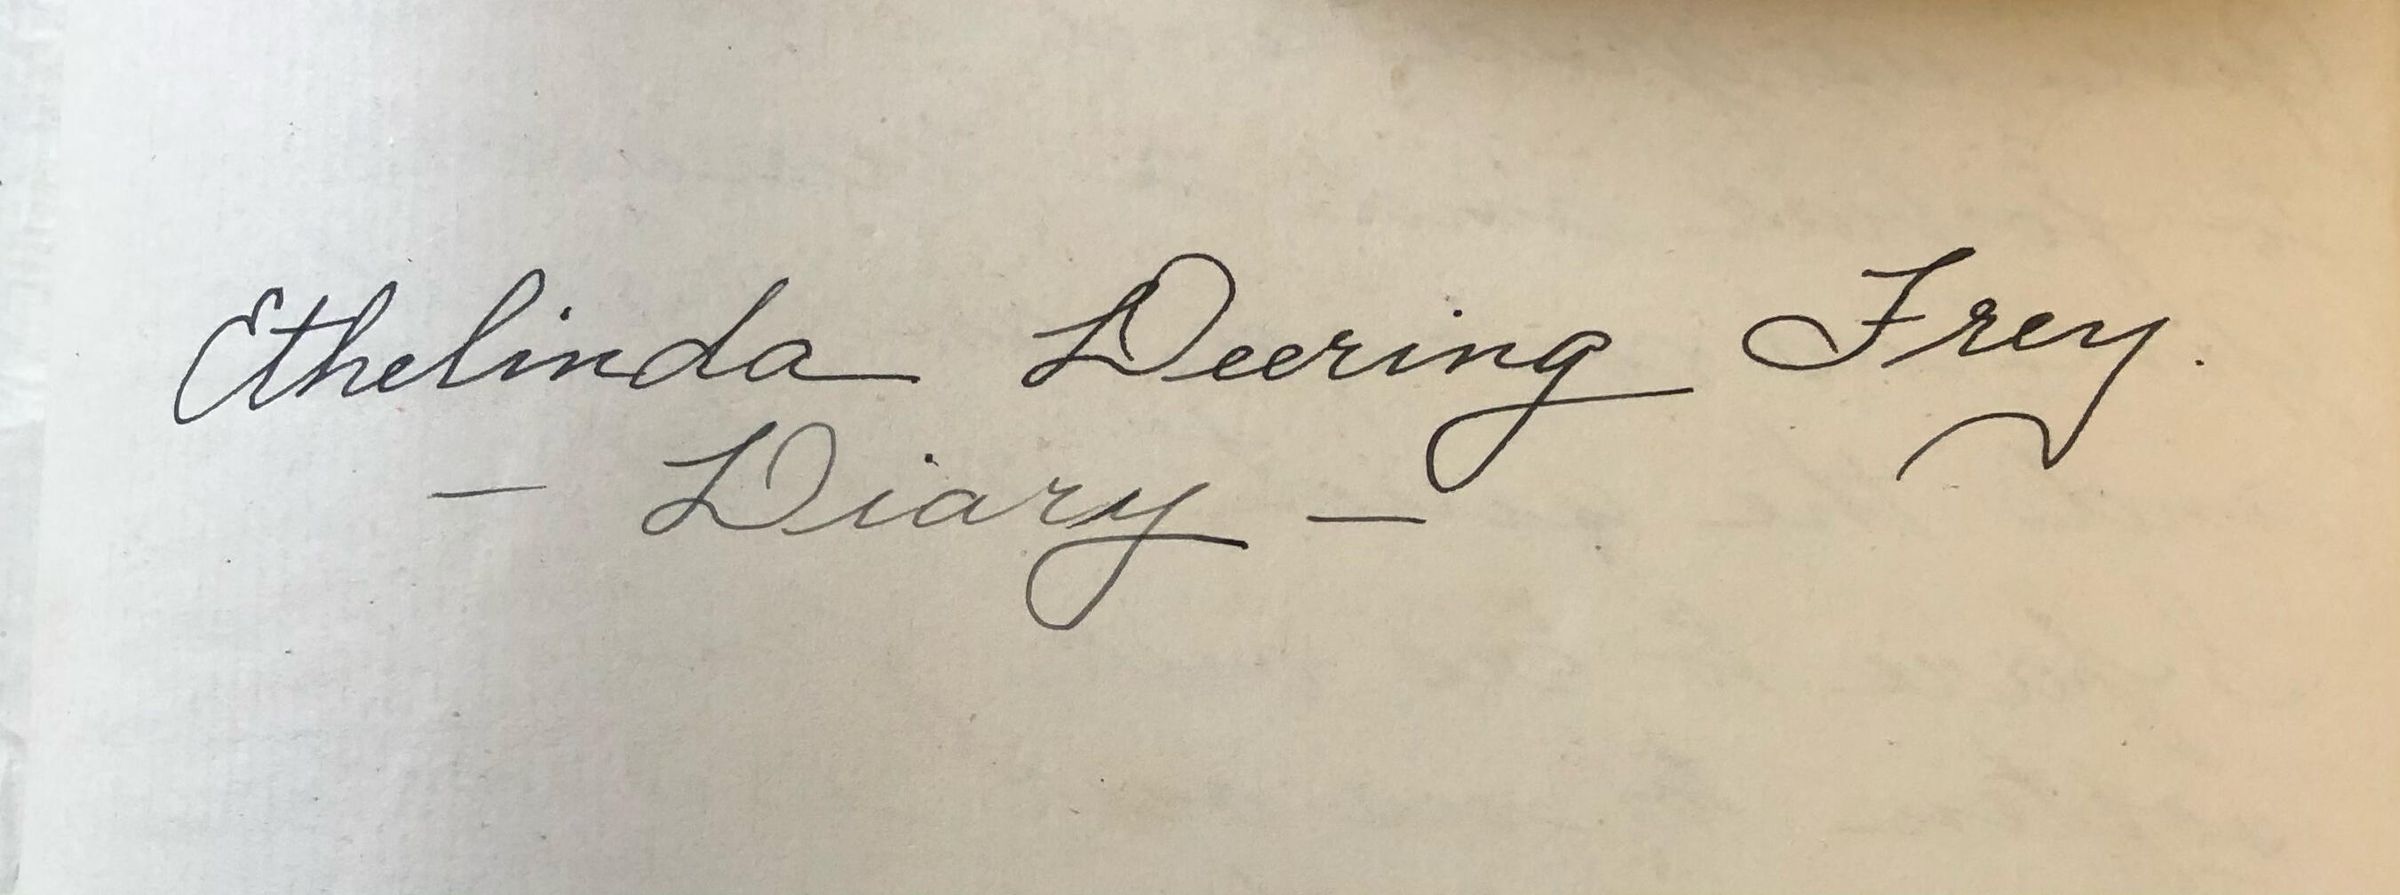 Ethelinda Deering Frey.
— Diary —